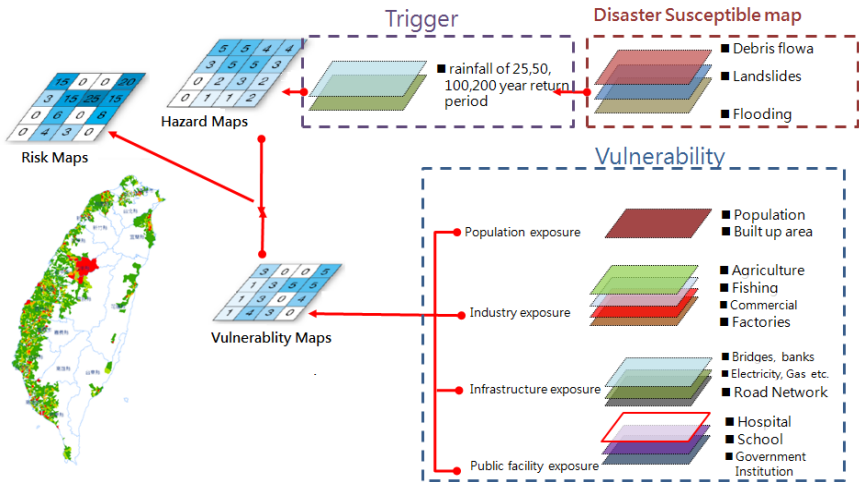 Trigger
Disaster Susceptible map
■ rainfall of 25,50,
100,200 year return
period
■ Debris flowa
■ Landslides
■ Flooding
5 5 4 4
3 5 5 3
0 2 3 2
0 1 1 2
Hazard Maps
15 0 0 20
3 15 25 15
0 6 0 8
0 4 3 0
Risk Maps
Vulnerability
Population exposure
■ Population
■ Built up area
Industry exposure
■ Agriculture
■ Fishing
■ Commercial
■ Factories
Infrastructure exposure
■ Bridges, banks
■ Electricity, Gas etc.
■ Road Network
Public facility exposure
■ Hospital
■ School
■ Government
Institution
3 0 0 5
1 3 5 5
1 3 0 4
1 4 3 0
Vulnerablity Maps